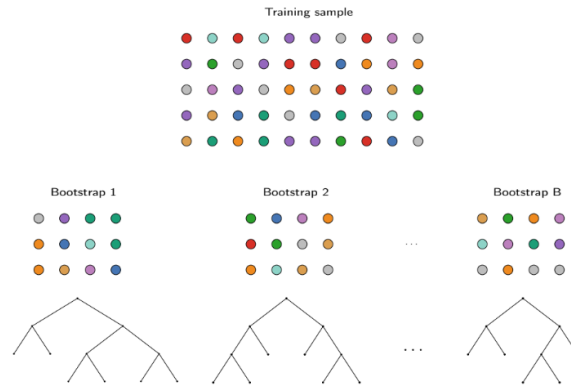 Training sample
Bootstrap 1
Bootstrap 2
Bootstrap B
...
...